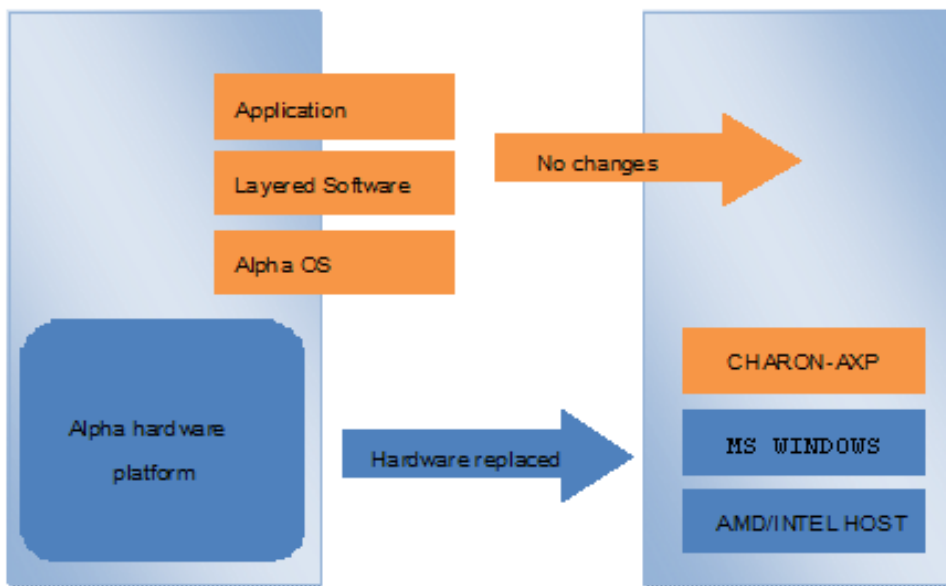 Application
No changes
Layered Software
Alpha OS
CHARON-AXP
Alpha hardware
platform
Hardware replaced
MS WINDOWS
AMD/INTEL HOST